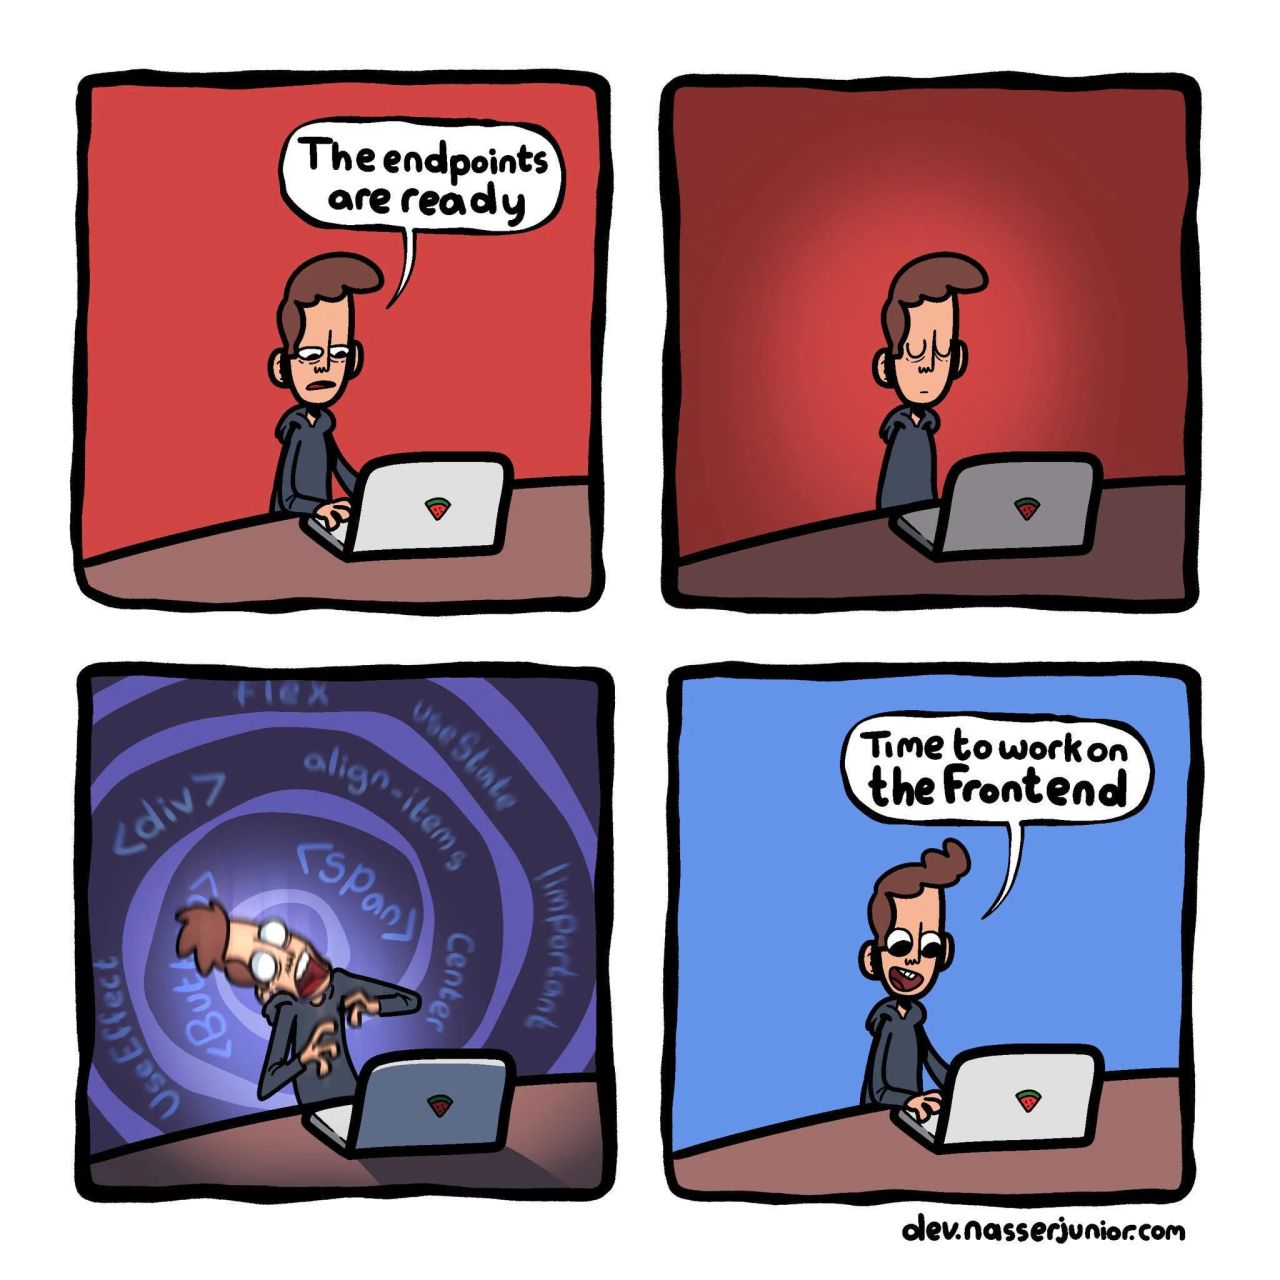 The endpoints
are ready
flex
useState
align-items
<div>
<span>
!important
Center
UseEffect
Time to work on
the Frontend
dev.nasserjunior.com